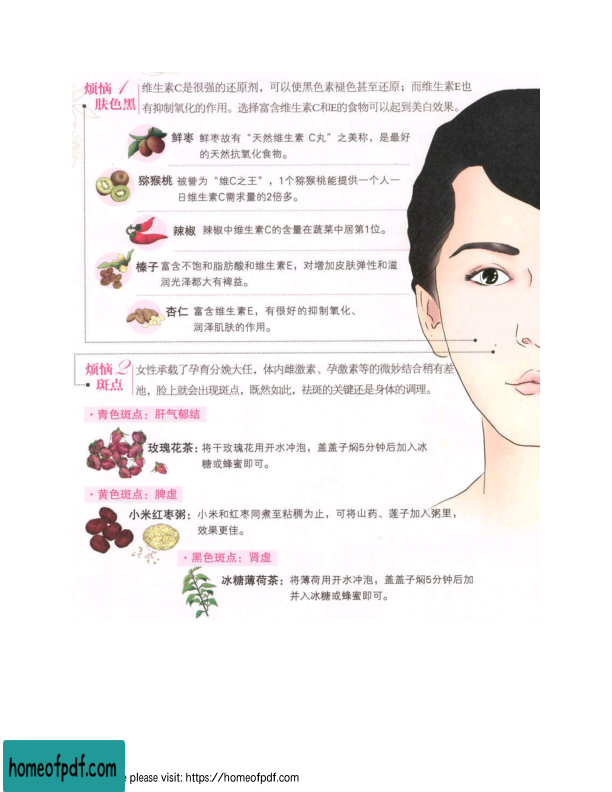 烦恼1
肤色黑
维生素C是很强的还原剂，可以使黑色素褪色甚至还原；而维生素E也
有抑制氧化的作用。选择富含维生素C和E的食物可以起到美白效果。
鲜枣 鲜枣故有“天然维生素 C丸”之美称，是最好
的天然抗氧化食物。
猕猴桃 被誉为“维C之王”，1个猕猴桃能提供一个人一
日维生素C需求量的2倍多。
辣椒 辣椒中维生素C的含量在蔬菜中居第1位。
榛子 富含不饱和脂肪酸和维生素E，对增加皮肤弹性和滋
润光泽都大有裨益。
杏仁 富含维生素E，有很好的抑制氧化、
润泽肌肤的作用。
烦恼2
斑点
女性承载了孕育分娩大任，体内雌激素、孕激素等的微妙结合稍有差
池，脸上就会出现斑点，既然如此，祛斑的关键还是身体的调理。
·青色斑点：肝气郁结
玫瑰花茶：将干玫瑰花用开水冲泡，盖盖子焖5分钟后加入冰
糖或蜂蜜即可。
·黄色斑点：脾虚
小米红枣粥：小米和红枣同煮至粘稠为止，可将山药、莲子加入粥里，
效果更佳。
·黑色斑点：肾虚
冰糖薄荷茶：将薄荷用开水冲泡，盖盖子焖5分钟后加
并入冰糖或蜂蜜即可。
homeofpdf.com
please visit: https://homeofpdf.com